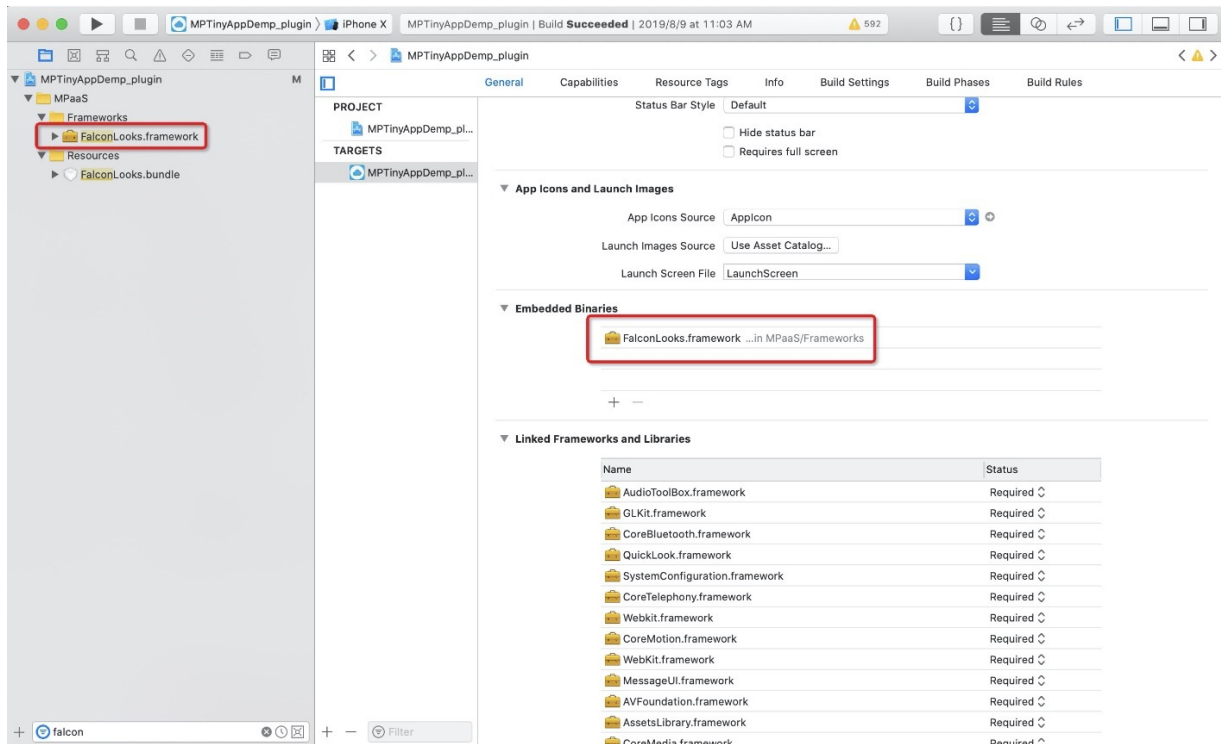 MPTinyAppDemp_plugin 〉 iPhone X
MPTinyAppDemp_plugin | Build Succeeded | 2019/8/9 at 11:03 AM
592
{ }
MPTinyAppDemp_plugin
MPTinyAppDemp_plugin M
MPaaS
Frameworks
FalconLooks.framework
Resources
FalconLooks.bundle
General Capabilities Resource Tags Info Build Settings Build Phases Build Rules
PROJECT
MPTinyAppDemp_pl...
TARGETS
MPTinyAppDemp_pl...
Status Bar Style Default
Hide status bar
Requires full screen
App Icons and Launch Images
App Icons Source AppIcon
Launch Images Source Use Asset Catalog...
Launch Screen File LaunchScreen
Embedded Binaries
FalconLooks.framework ...in MPaaS/Frameworks
+ −
Linked Frameworks and Libraries
Name Status
AudioToolBox.framework Required
GLKit.framework Required
CoreBluetooth.framework Required
QuickLook.framework Required
SystemConfiguration.framework Required
CoreTelephony.framework Required
Webkit.framework Required
CoreMotion.framework Required
WebKit.framework Required
MessageUI.framework Required
AVFoundation.framework Required
AssetsLibrary.framework Required
CoreMedia.framework Required
+ falcon
+ − Filter